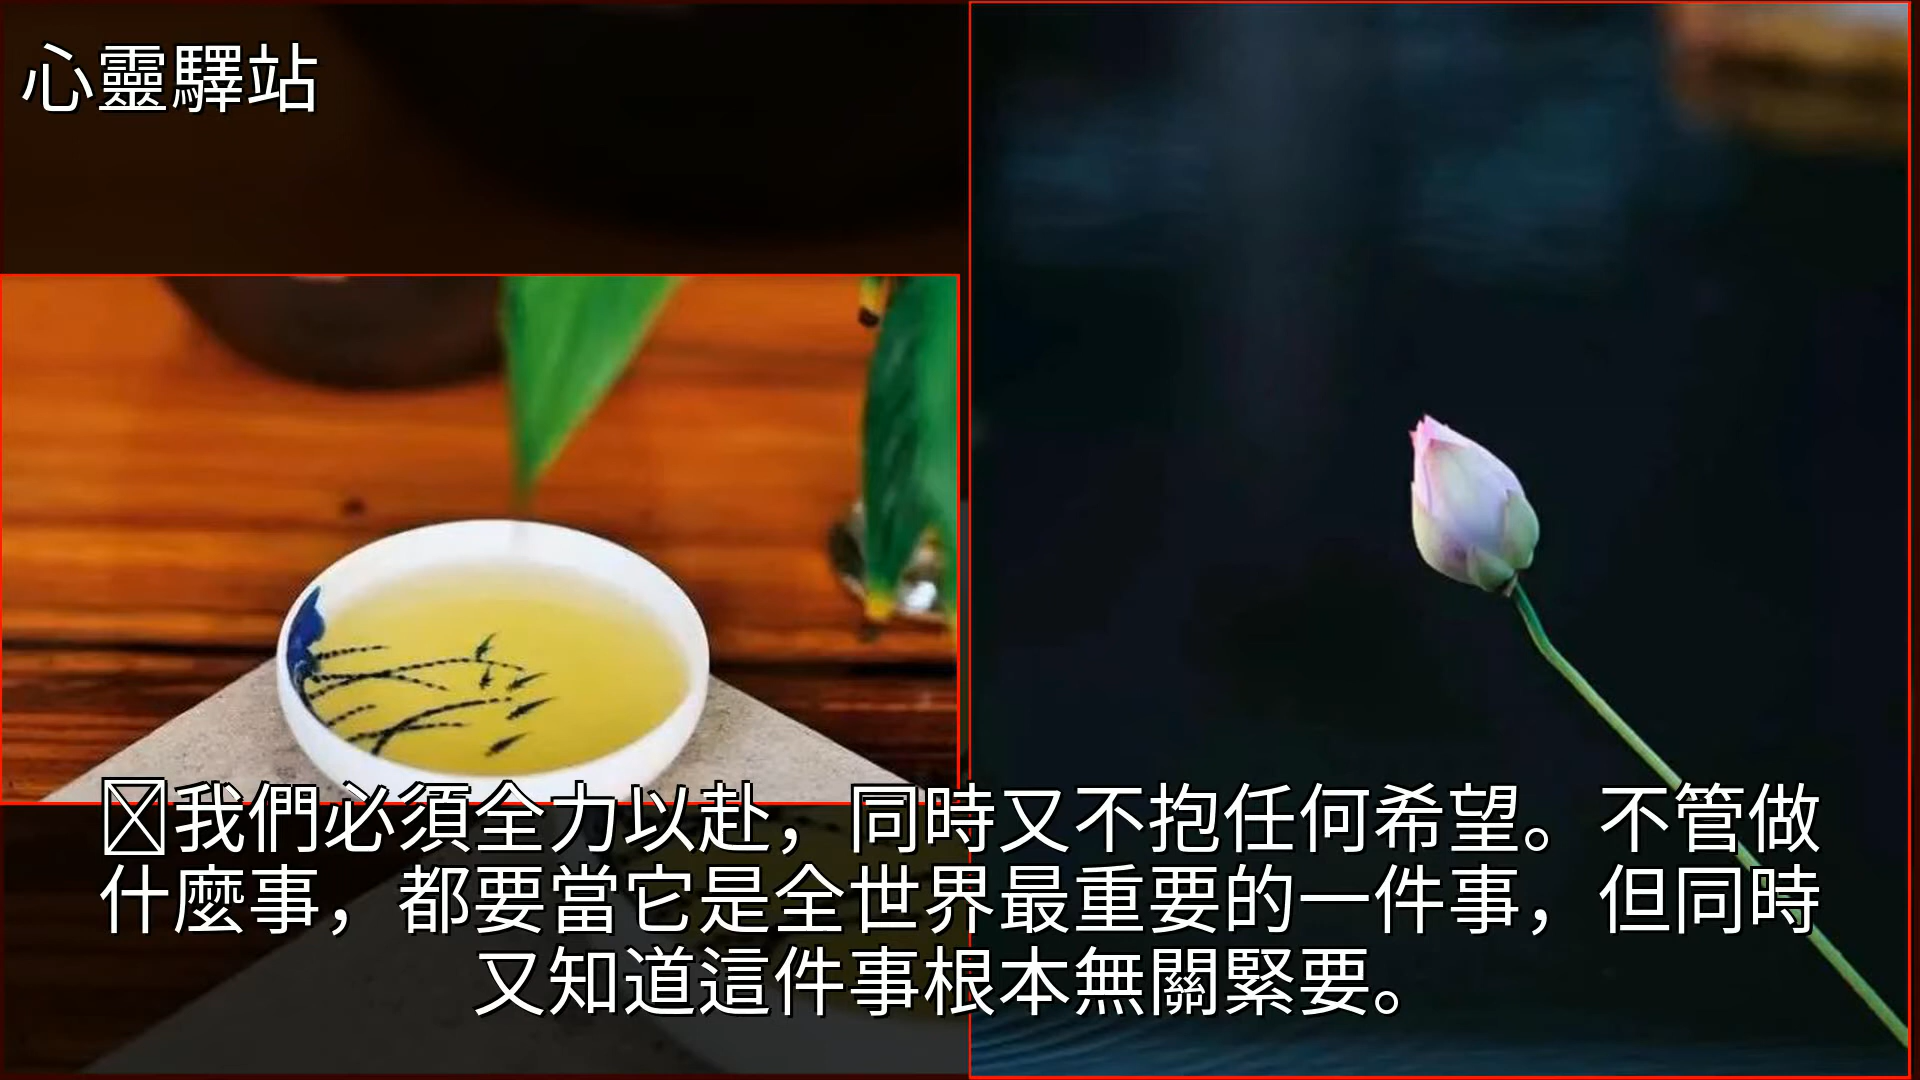 心靈驛站
我們必須全力以赴，同時又不抱任何希望。不管做
什麼事，都要當它是全世界最重要的一件事，但同時
又知道這件事根本無關緊要。